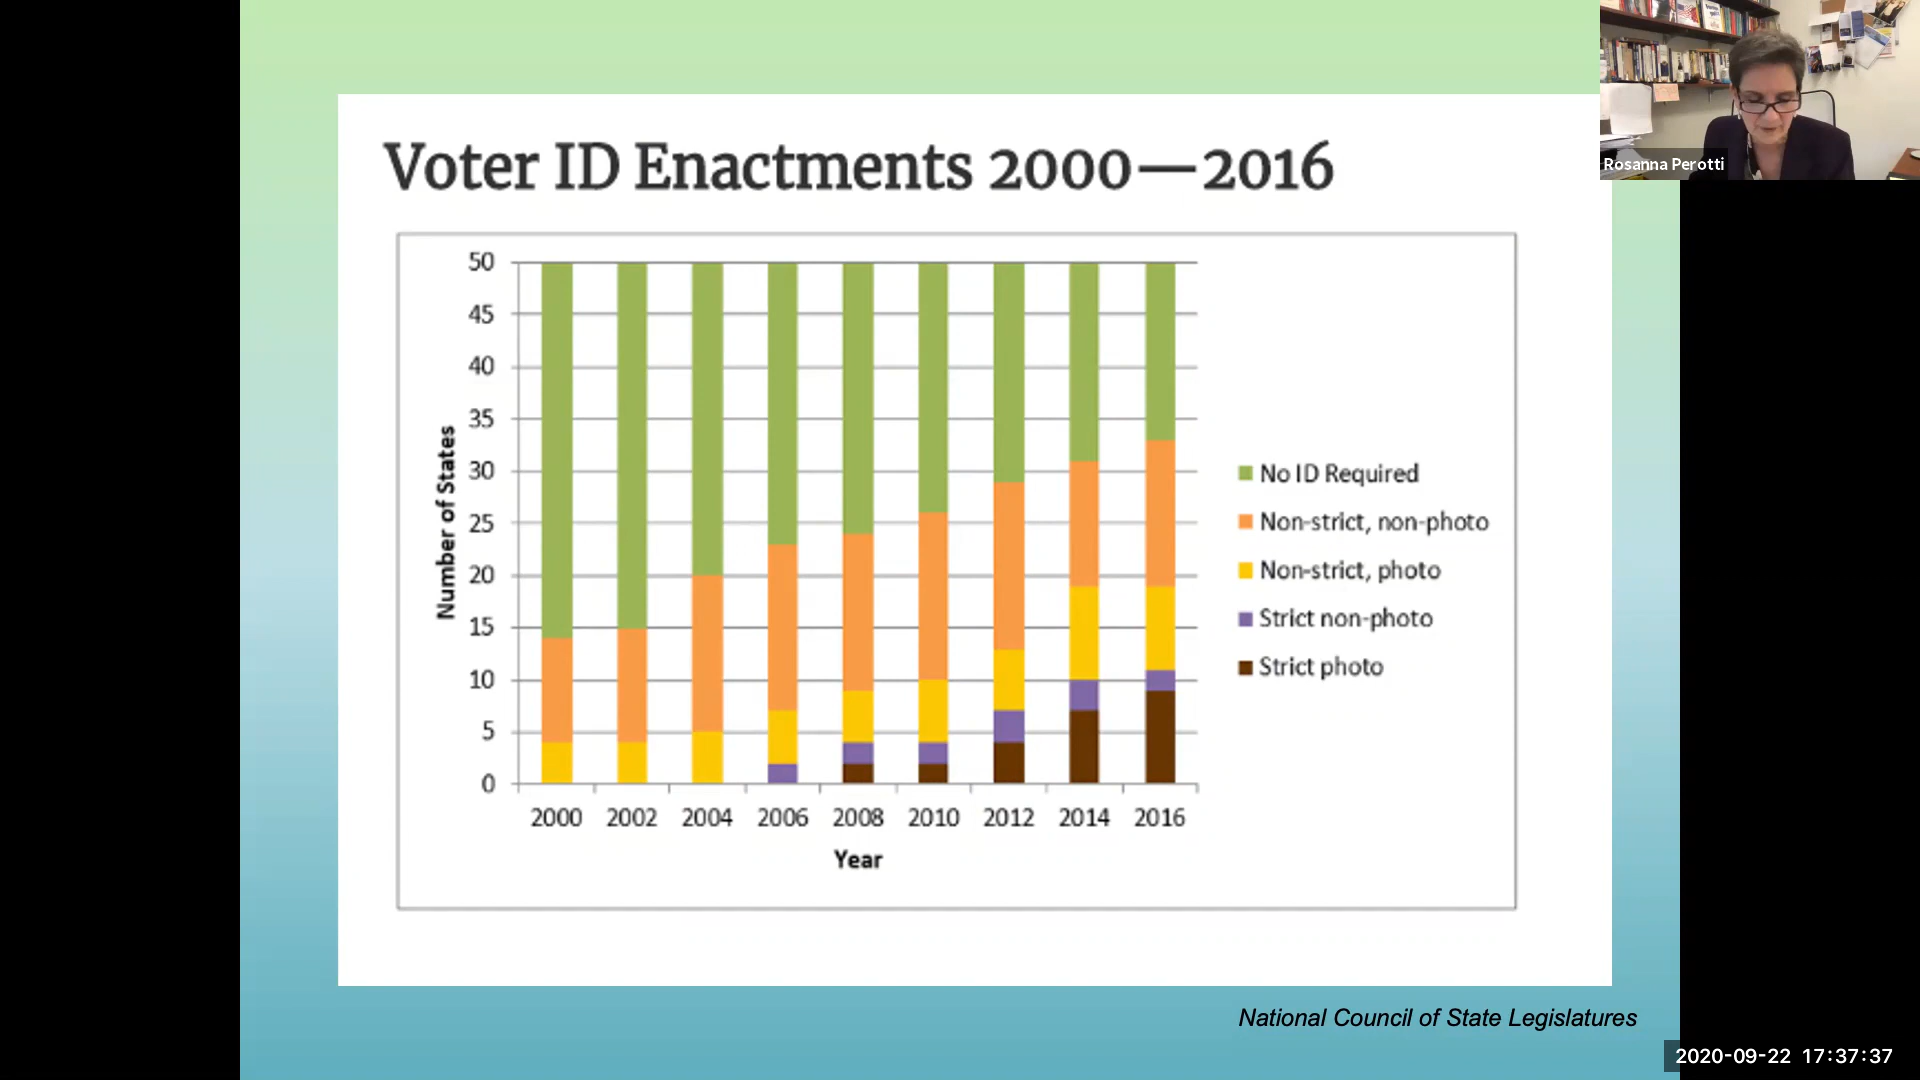 Rosanna Perotti
Voter ID Enactments 2000—2016
50
45
40
35
30
25
20
15
10
5
0
Number of States
2000 2002 2004 2006 2008 2010 2012 2014 2016
Year
No ID Required
Non-strict, non-photo
Non-strict, photo
Strict non-photo
Strict photo
National Council of State Legislatures
2020-09-22 17:37:37